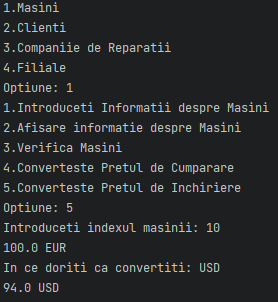 1.Masini
2.Clienti
3.Companiie de Reparatii
4.Filiale
Optiune: 1
1.Introduceti Informatii despre Masini
2.Afisare informatie despre Masini
3.Verifica Masini
4.Converteste Pretul de Cumparare
5.Converteste Pretul de Inchiriere
Optiune: 5
Introduceti indexul masinii: 10
100.0 EUR
In ce doriti ca convertiti: USD
94.0 USD